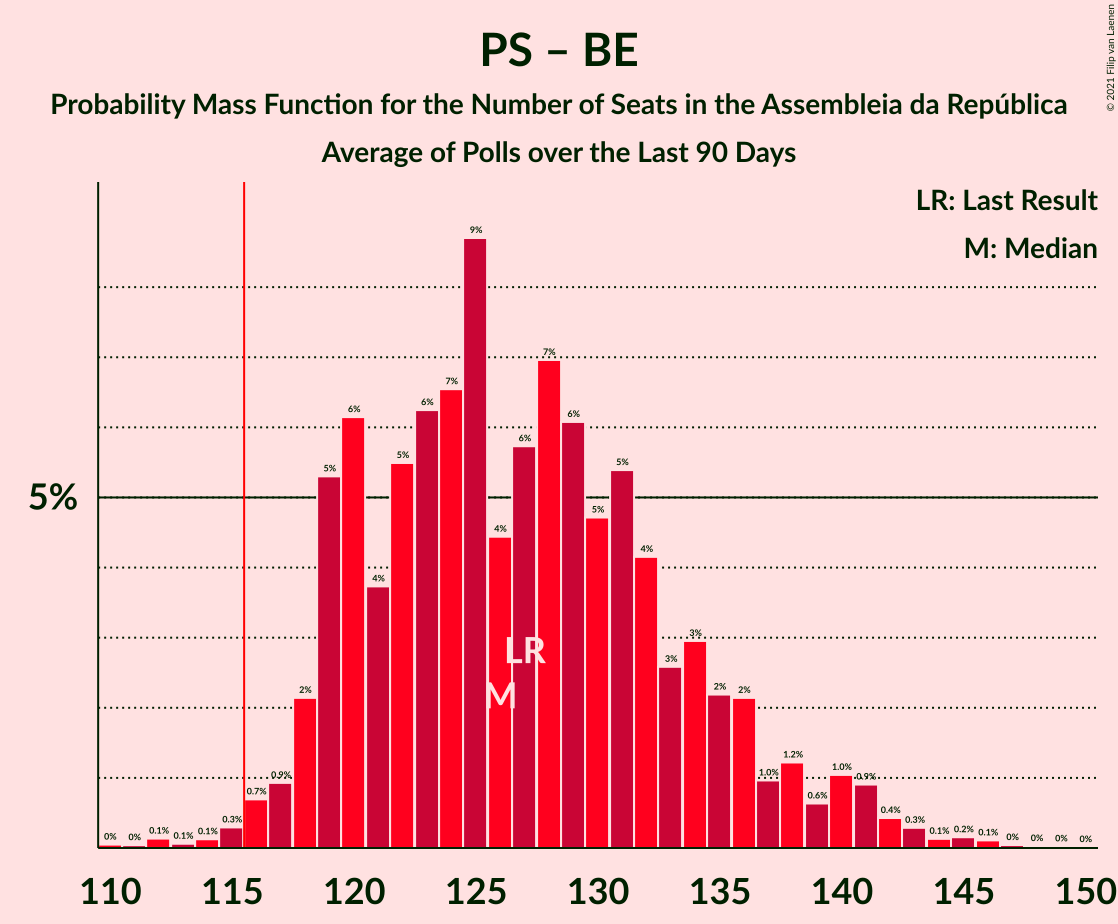 PS – BE
Probability Mass Function for the Number of Seats in the Assembleia da República
Average of Polls over the Last 90 Days
© 2021 Filip van Laenen
LR: Last Result
M: Median
5%
0% 0% 0.1% 0.1% 0.1% 0.3% 0.7% 0.9% 2% 5% 6% 4% 5% 6% 7% 9% 4% 6% 7% 6% 5% 5% 4% 3% 3% 2% 2% 1.0% 1.2% 0.6% 1.0% 0.9% 0.4% 0.3% 0.1% 0.2% 0.1% 0% 0% 0% 0%
LR
M
110 115 120 125 130 135 140 145 150